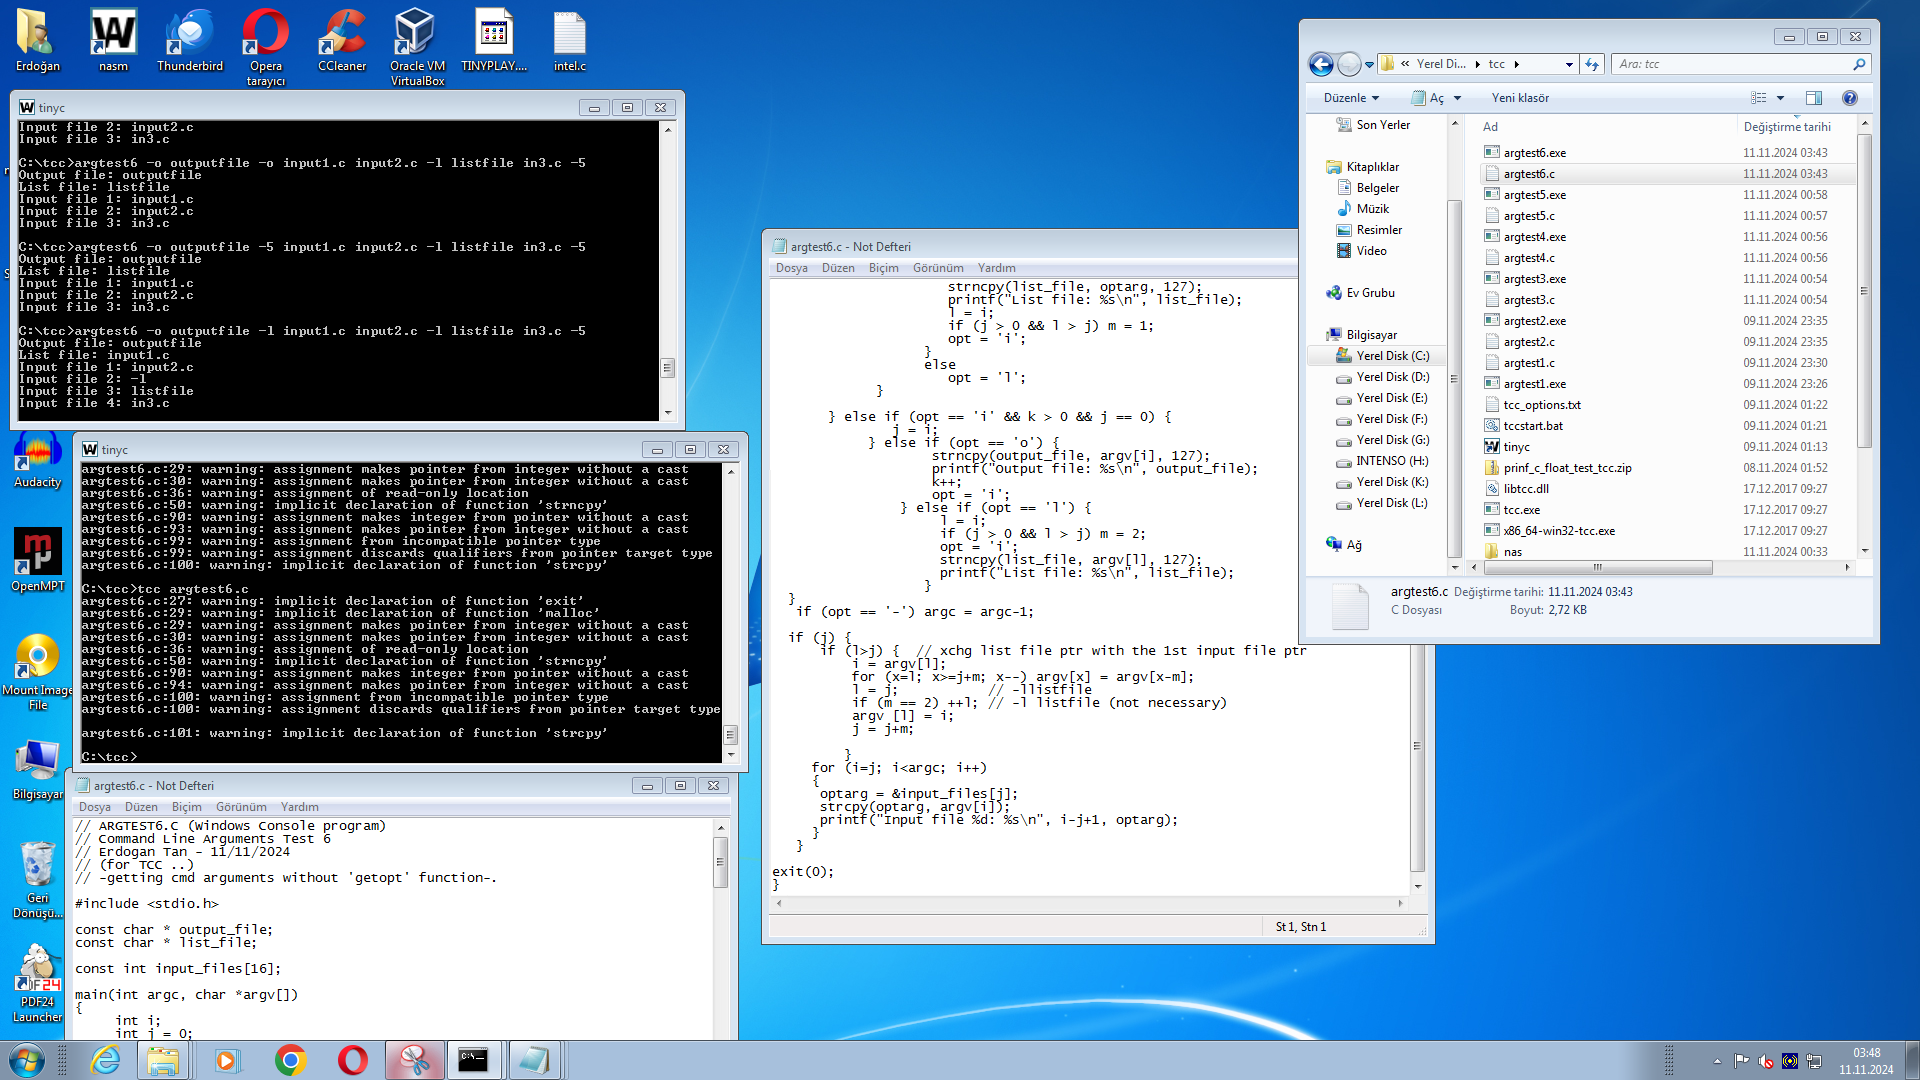 Erdoğan
nasm
Thunderbird
Opera tarayıcı
CCleaner
Oracle VM VirtualBox
TINYPLAY....
intel.c
tinyc
Input file 2: input2.c
Input file 3: in3.c
C:\tcc>argtest6 -o outputfile -o input1.c input2.c -l listfile in3.c -5
Output file: outputfile
List file: listfile
Input file 1: input1.c
Input file 2: input2.c
Input file 3: in3.c
C:\tcc>argtest6 -o outputfile -5 input1.c input2.c -l listfile in3.c -5
Output file: outputfile
List file: listfile
Input file 1: input1.c
Input file 2: input2.c
Input file 3: in3.c
C:\tcc>argtest6 -o outputfile -l input1.c input2.c -l listfile in3.c -5
Output file: outputfile
List file: input1.c
Input file 1: input2.c
Input file 2: -l
Input file 3: listfile
Input file 4: in3.c
Audacity
OpenMPT
Mount Image File
Bilgisayar
Geri Dönüşü...
PDF24 Launcher
tinyc
argtest6.c:29: warning: assignment makes pointer from integer without a cast
argtest6.c:30: warning: assignment makes pointer from integer without a cast
argtest6.c:36: warning: assignment of read-only location
argtest6.c:50: warning: implicit declaration of function 'strncpy'
argtest6.c:90: warning: assignment makes integer from pointer without a cast
argtest6.c:93: warning: assignment makes pointer from integer without a cast
argtest6.c:99: warning: assignment from incompatible pointer type
argtest6.c:99: warning: assignment discards qualifiers from pointer target type
argtest6.c:100: warning: implicit declaration of function 'strcpy'
C:\tcc>tcc argtest6.c
argtest6.c:27: warning: implicit declaration of function 'exit'
argtest6.c:29: warning: implicit declaration of function 'malloc'
argtest6.c:29: warning: assignment makes pointer from integer without a cast
argtest6.c:30: warning: assignment makes pointer from integer without a cast
argtest6.c:36: warning: assignment of read-only location
argtest6.c:50: warning: implicit declaration of function 'strncpy'
argtest6.c:90: warning: assignment makes integer from pointer without a cast
argtest6.c:94: warning: assignment makes pointer from integer without a cast
argtest6.c:100: warning: assignment from incompatible pointer type
argtest6.c:100: warning: assignment discards qualifiers from pointer target type
argtest6.c:101: warning: implicit declaration of function 'strcpy'
C:\tcc>
argtest6.c - Not Defteri
Dosya Düzen Biçim Görünüm Yardım
// ARGTEST6.C (Windows Console program)
// Command Line Arguments Test 6
// Erdogan Tan - 11/11/2024
// (for TCC ..)
// -getting cmd arguments without 'getopt' function-.
#include <stdio.h>
const char * output_file;
const char * list_file;
const int input_files[16];
main(int argc, char *argv[])
{
int i;
int j = 0;
argtest6.c - Not Defteri
Dosya Düzen Biçim Görünüm Yardım
strncpy(list_file, optarg, 127);
printf("List file: %s\n", list_file);
l = i;
if (j > 0 && l > j) m = 1;
opt = 'i';
}
else
opt = 'l';
}
} else if (opt == 'i' && k > 0 && j == 0) {
j = i;
} else if (opt == 'o') {
strncpy(output_file, argv[i], 127);
printf("Output file: %s\n", output_file);
k++;
opt = 'i';
} else if (opt == 'l') {
l = i;
if (j > 0 && l > j) m = 2;
opt = 'i';
strncpy(list_file, argv[l], 127);
printf("List file: %s\n", list_file);
}
}
if (opt == '-') argc = argc-1;
if (j) {
if (l>j) { // xchg list file ptr with the 1st input file ptr
i = argv[l];
for (x=l; x>=j+m; x--) argv[x] = argv[x-m];
l = j; // -llistfile
if (m == 2) ++l; // -l listfile (not necessary)
argv [l] = i;
j = j+m;
}
for (i=j; i<argc; i++)
{
optarg = &input_files[j];
strcpy(optarg, argv[i]);
printf("Input file %d: %s\n", i-j+1, optarg);
}
}
exit(0);
}
St 1, Stn 1
« Yerel Di... tcc
Ara: tcc
Düzenle Aç Yeni klasör
Son Yerler
Kitaplıklar
Belgeler
Müzik
Resimler
Video
Ev Grubu
Bilgisayar
Yerel Disk (C:)
Yerel Disk (D:)
Yerel Disk (E:)
Yerel Disk (F:)
Yerel Disk (G:)
INTENSO (H:)
Yerel Disk (K:)
Yerel Disk (L:)
Ağ
Ad Değiştirme tarihi
argtest6.exe 11.11.2024 03:43
argtest6.c 11.11.2024 03:43
argtest5.exe 11.11.2024 00:58
argtest5.c 11.11.2024 00:57
argtest4.exe 11.11.2024 00:56
argtest4.c 11.11.2024 00:56
argtest3.exe 11.11.2024 00:54
argtest3.c 11.11.2024 00:54
argtest2.exe 09.11.2024 23:35
argtest2.c 09.11.2024 23:35
argtest1.c 09.11.2024 23:30
argtest1.exe 09.11.2024 23:26
tcc_options.txt 09.11.2024 01:22
tccstart.bat 09.11.2024 01:21
tinyc 09.11.2024 01:13
prinf_c_float_test_tcc.zip 08.11.2024 01:52
libtcc.dll 17.12.2017 09:27
tcc.exe 17.12.2017 09:27
x86_64-win32-tcc.exe 17.12.2017 09:27
nas 11.11.2024 00:33
argtest6.c Değiştirme tarihi: 11.11.2024 03:43
C Dosyası Boyut: 2,72 KB
03:48
11.11.2024